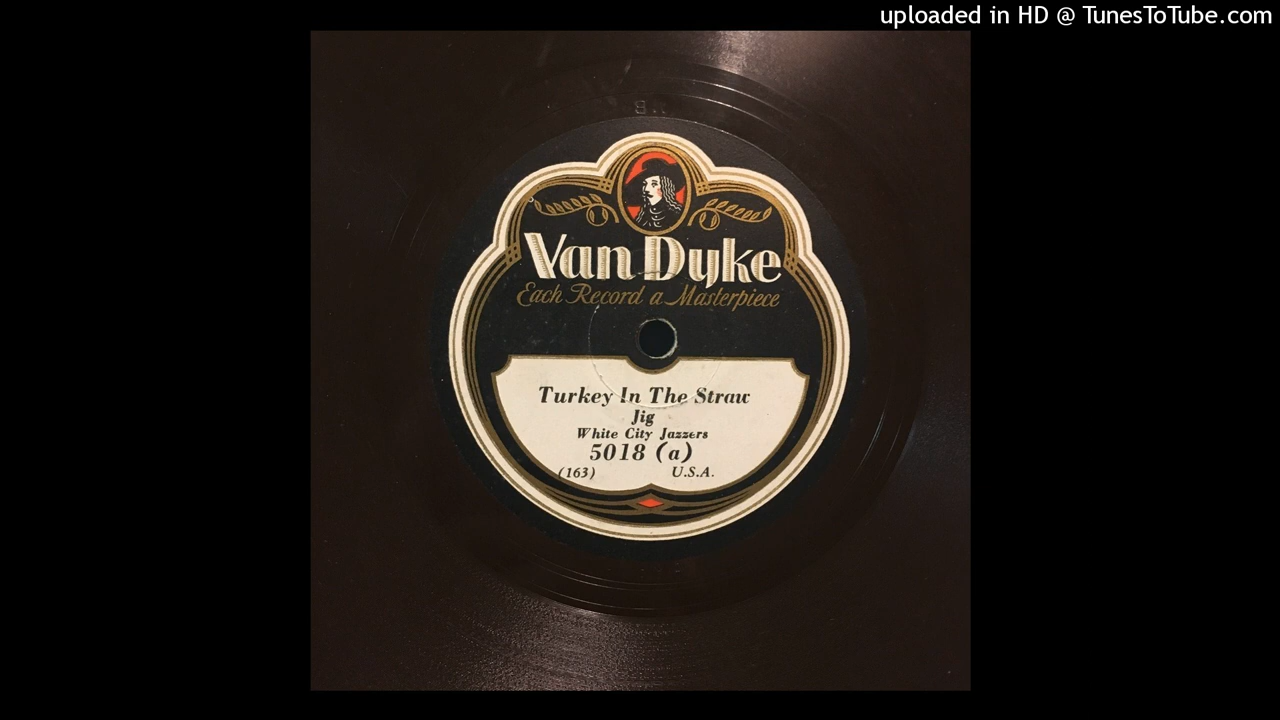 uploaded in HD @ TunesToTube.com
Van Dyke
Each Record a Masterpiece
Turkey In The Straw
Jig
White City Jazzers
5018 (a)
(163) U.S.A.